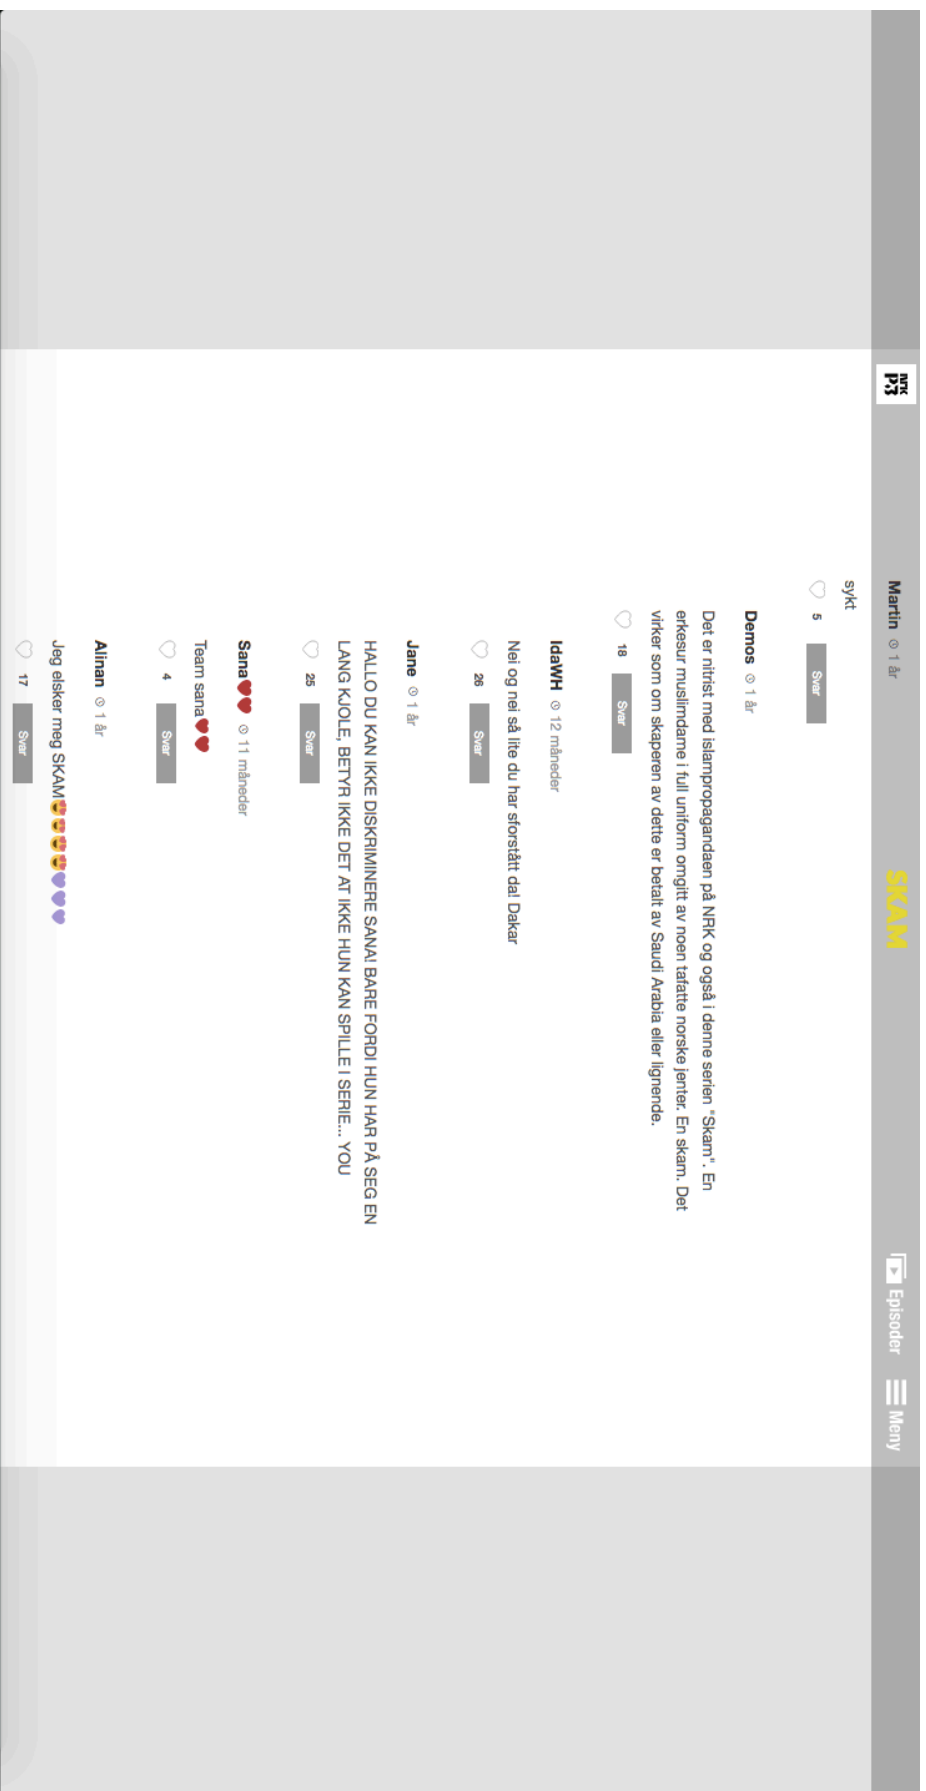 NRK
P3
SKAM
Episoder
Meny
Martin 1 år
sykt
5 Svar
Demos 1 år
Det er nitrist med islampropagandaen på NRK og også i denne serien "Skam". En
erkesur muslimdame i full uniform omgitt av noen tafatte norske jenter. En skam. Det
virker som om skaperen av dette er betalt av Saudi Arabia eller lignende.
18 Svar
IdaWH 12 måneder
Nei og nei så lite du har sforstått da! Dakar
26 Svar
Jane 1 år
HALLO DU KAN IKKE DISKRIMINERE SANA! BARE FORDI HUN HAR PÅ SEG EN
LANG KJOLE, BETYR IKKE DET AT IKKE HUN KAN SPILLE I SERIE... YOU
25 Svar
Sana♥♥ 11 måneder
Team sana♥♥
4 Svar
Alinan 1 år
Jeg elsker meg SKAM😍😍😍😍💜💜💜
17 Svar